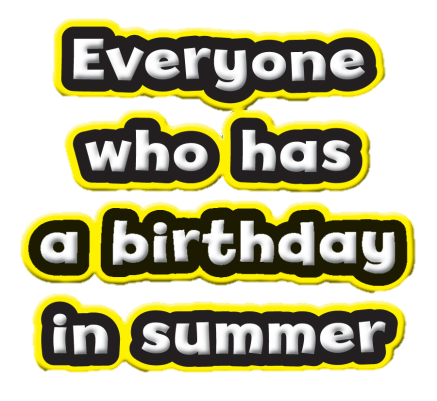 Everyone
who has
a birthday
in summer